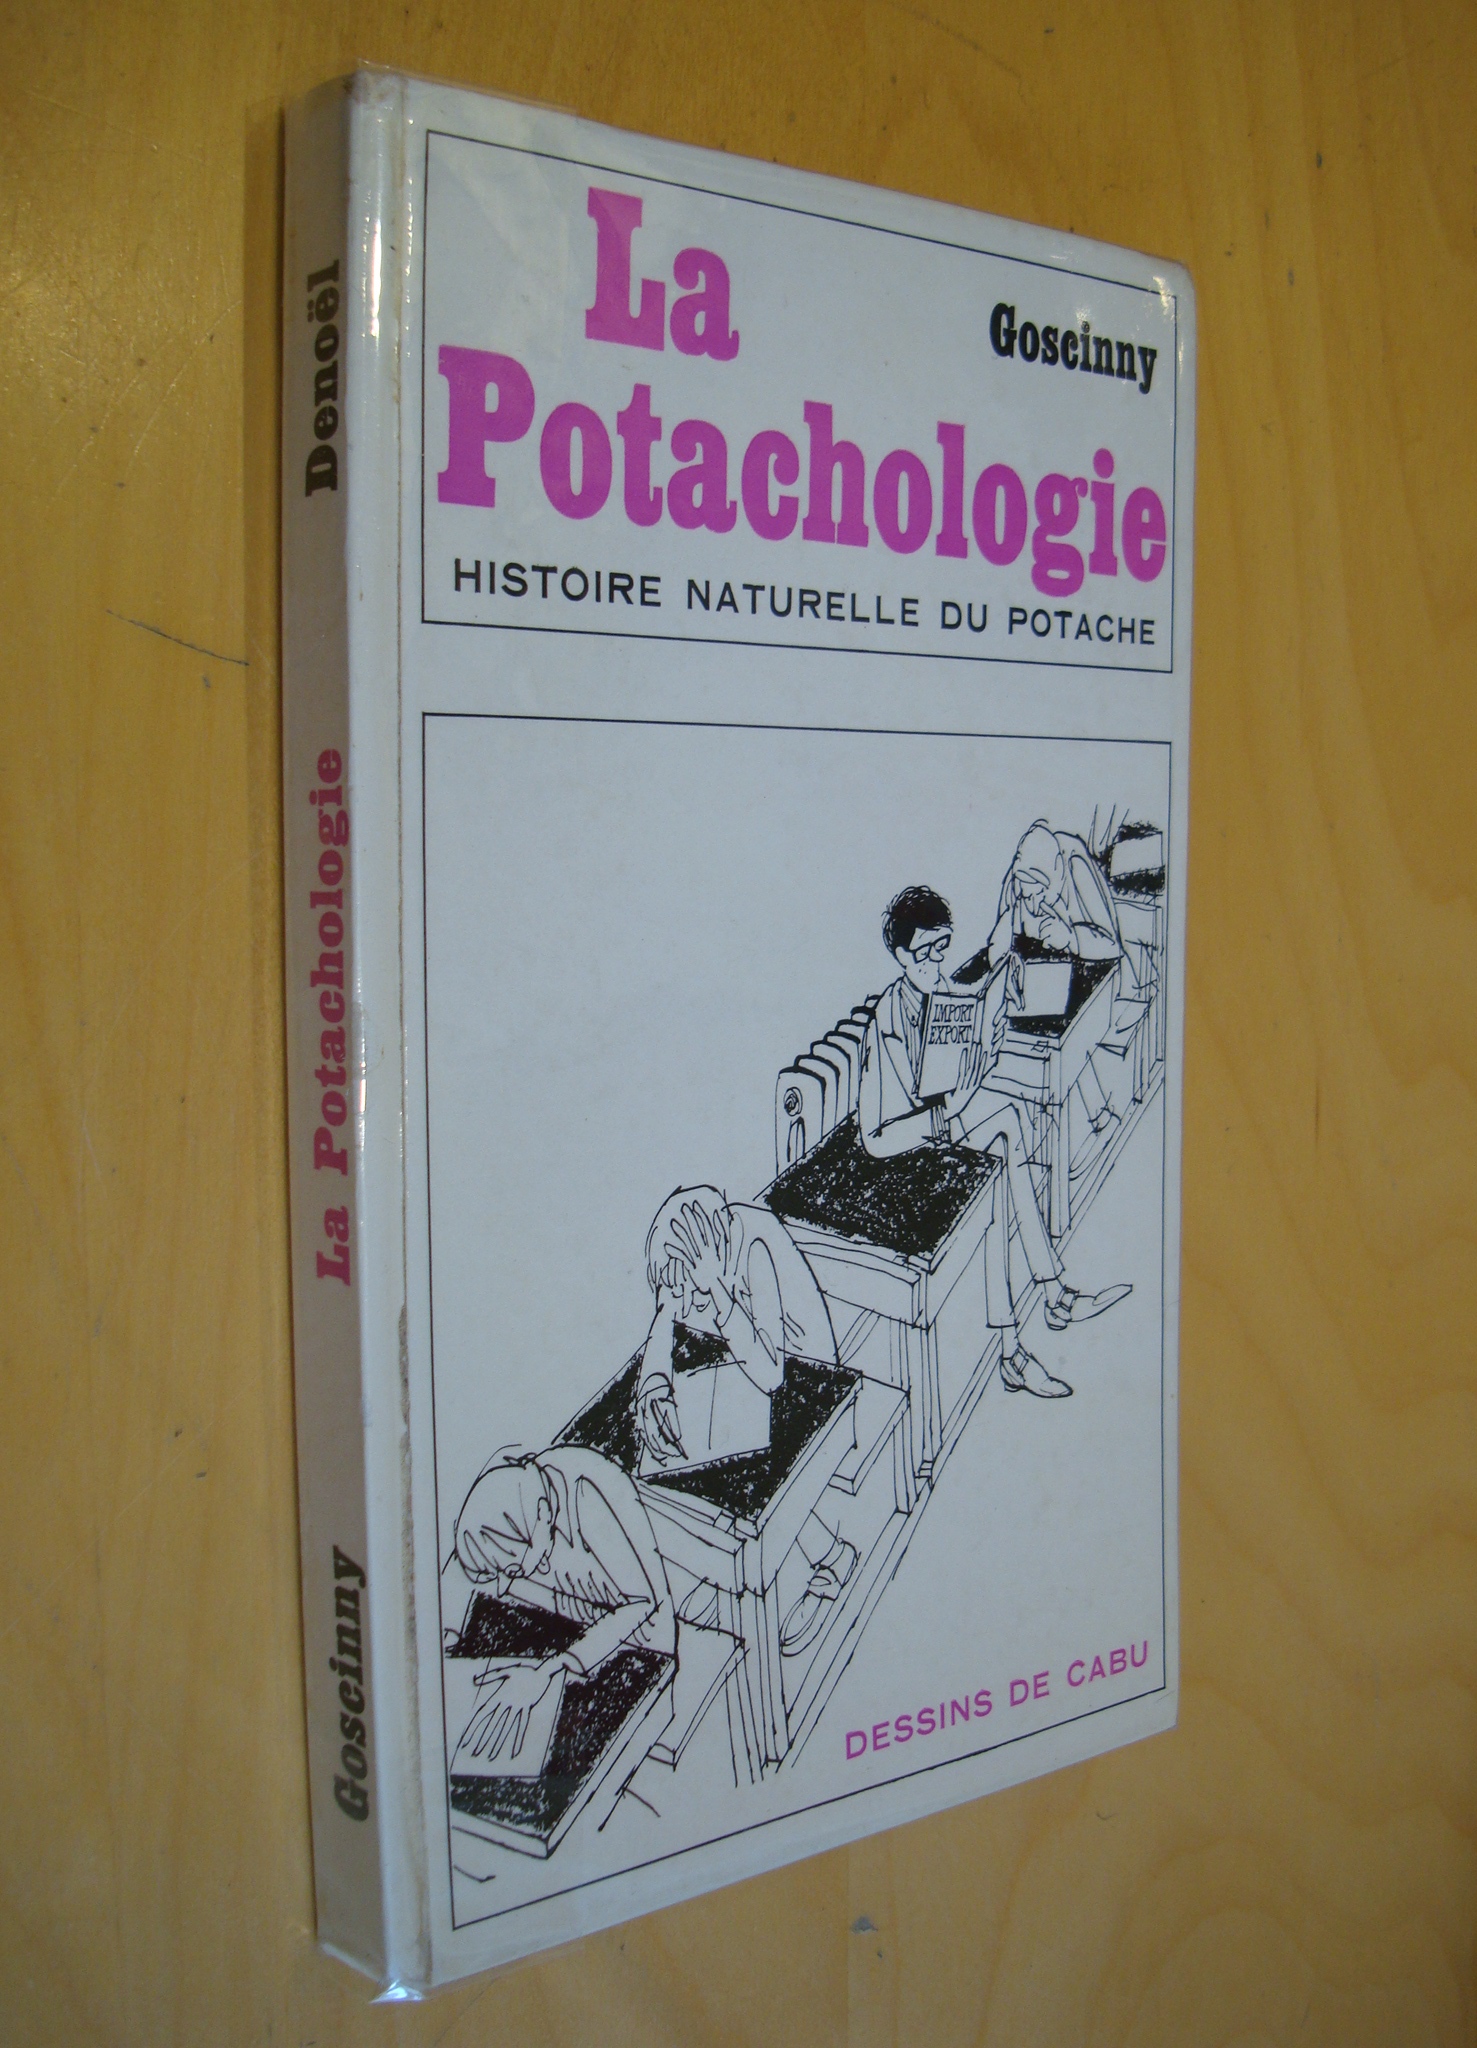 La
Goscinny
Potachologie
HISTOIRE NATURELLE DU POTACHE
IMPORT
EXPORT
DESSINS DE CABU
Goscinny La Potachologie Denoël